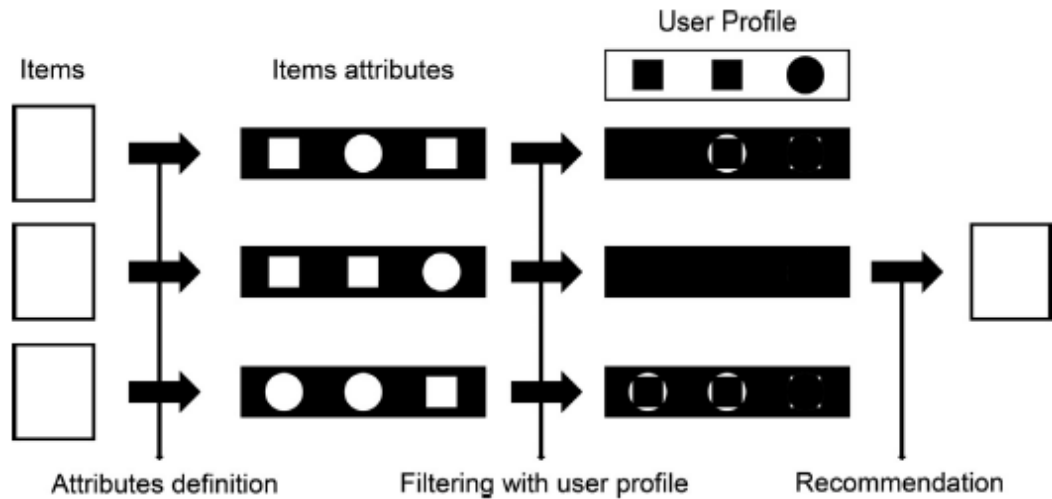 User Profile
Items
Items attributes
Attributes definition
Filtering with user profile
Recommendation